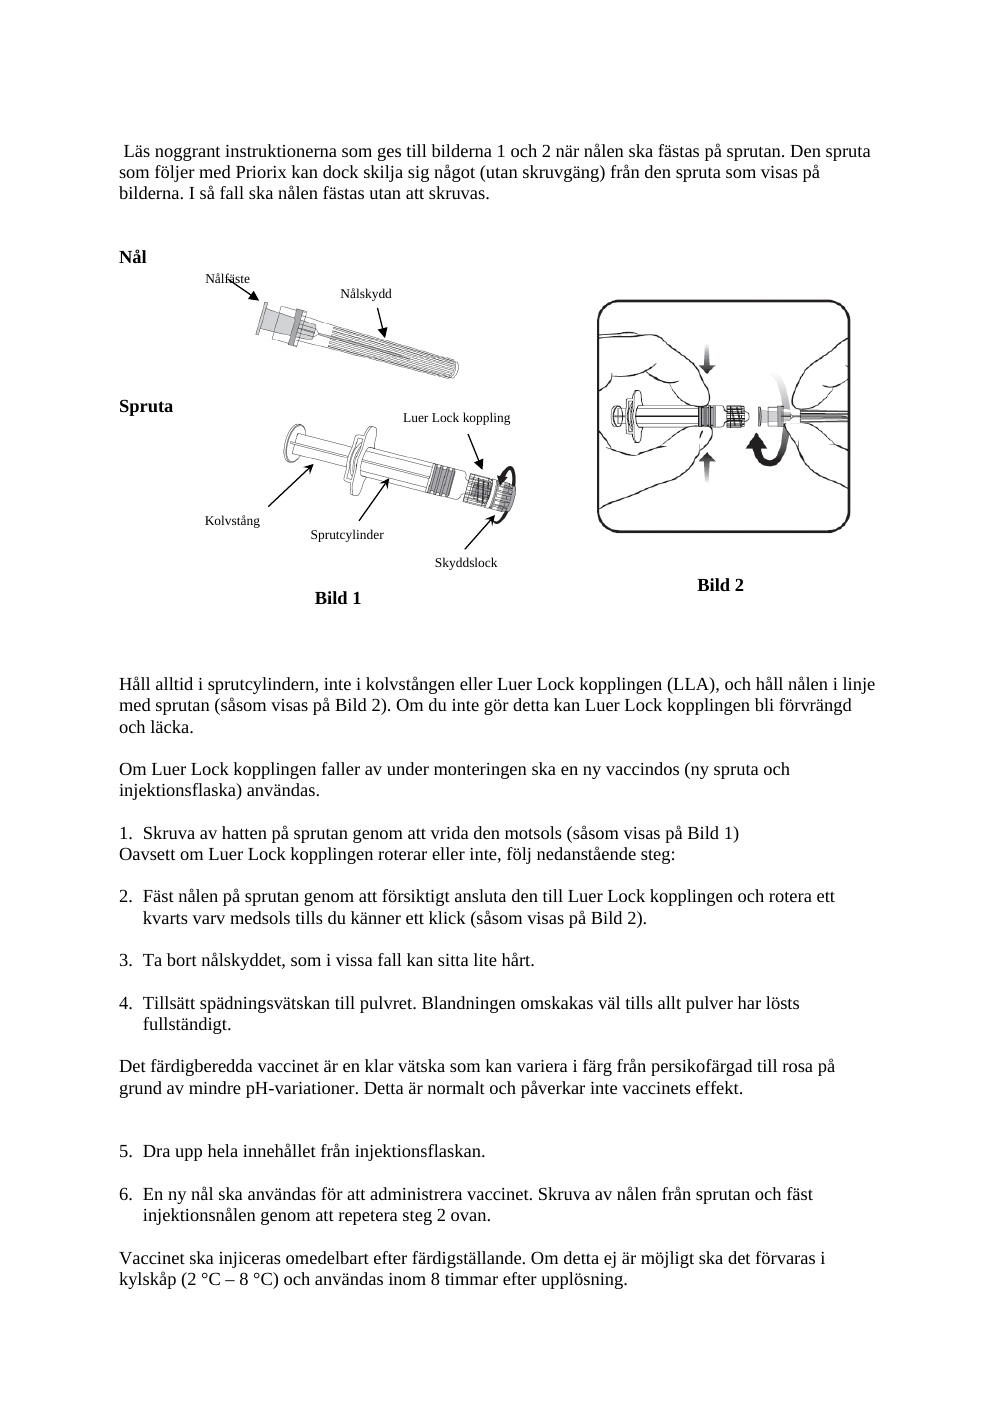 Läs noggrant instruktionerna som ges till bilderna 1 och 2 när nålen ska fästas på sprutan. Den spruta
som följer med Priorix kan dock skilja sig något (utan skruvgäng) från den spruta som visas på
bilderna. I så fall ska nålen fästas utan att skruvas.
Nål
Nålfäste
Nålskydd
Spruta
Luer Lock koppling
Kolvstång
Sprutcylinder
Skyddslock
Bild 1
Bild 2
Håll alltid i sprutcylindern, inte i kolvstången eller Luer Lock kopplingen (LLA), och håll nålen i linje
med sprutan (såsom visas på Bild 2). Om du inte gör detta kan Luer Lock kopplingen bli förvrängd
och läcka.
Om Luer Lock kopplingen faller av under monteringen ska en ny vaccindos (ny spruta och
injektionsflaska) användas.
1. Skruva av hatten på sprutan genom att vrida den motsols (såsom visas på Bild 1)
Oavsett om Luer Lock kopplingen roterar eller inte, följ nedanstående steg:
2. Fäst nålen på sprutan genom att försiktigt ansluta den till Luer Lock kopplingen och rotera ett
kvarts varv medsols tills du känner ett klick (såsom visas på Bild 2).
3. Ta bort nålskyddet, som i vissa fall kan sitta lite hårt.
4. Tillsätt spädningsvätskan till pulvret. Blandningen omskakas väl tills allt pulver har lösts
fullständigt.
Det färdigberedda vaccinet är en klar vätska som kan variera i färg från persikofärgad till rosa på
grund av mindre pH-variationer. Detta är normalt och påverkar inte vaccinets effekt.
5. Dra upp hela innehållet från injektionsflaskan.
6. En ny nål ska användas för att administrera vaccinet. Skruva av nålen från sprutan och fäst
injektionsnålen genom att repetera steg 2 ovan.
Vaccinet ska injiceras omedelbart efter färdigställande. Om detta ej är möjligt ska det förvaras i
kylskåp (2 °C – 8 °C) och användas inom 8 timmar efter upplösning.